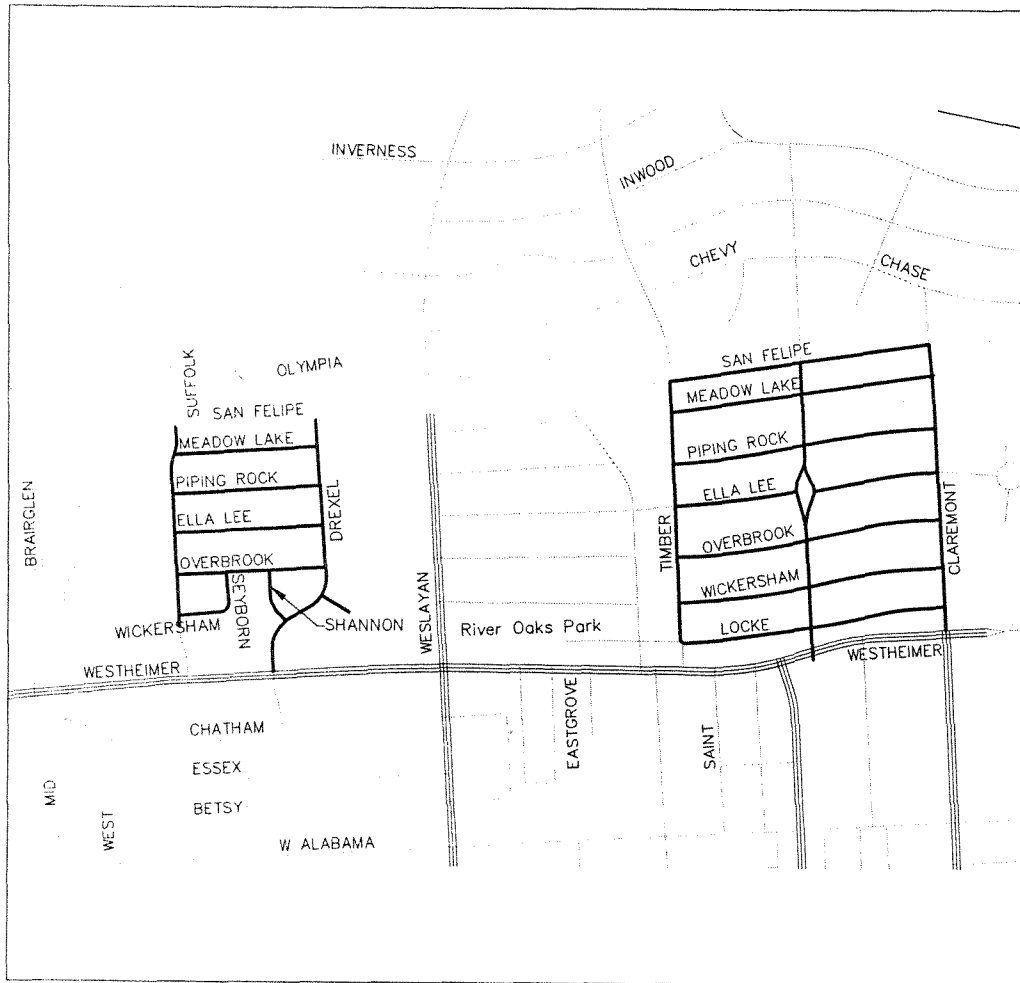 INVERNESS
INWOOD
CHEVY
CHASE
SUFFOLK
OLYMPIA
SAN FELIPE
SAN FELIPE
MEADOW LAKE
MEADOW LAKE
PIPING ROCK
PIPING ROCK
ELLA LEE
ELLA LEE
BRAIRGLEN
DREXEL
TIMBER
CLAREMONT
OVERBROOK
OVERBROOK
SEYBORN
WICKERSHAM
WICKERSHAM
SHANNON
WESLAYAN
River Oaks Park
LOCKE
WESTHEIMER
WESTHEIMER
EASTGROVE
SAINT
CHATHAM
ESSEX
BETSY
MID
WEST
W ALABAMA